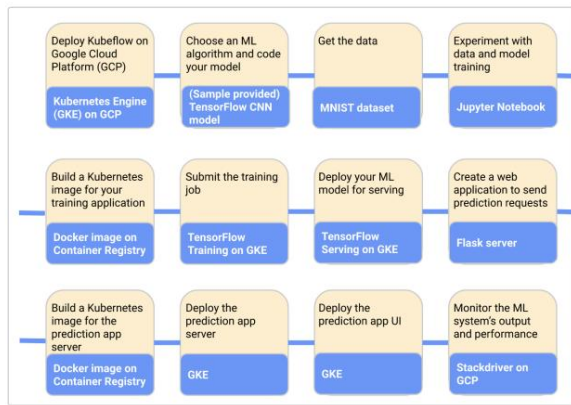 Deploy Kubeflow on
Google Cloud
Platform (GCP)
Kubernetes Engine
(GKE) on GCP
Choose an ML
algorithm and code
your model
(Sample provided)
TensorFlow CNN
model
Get the data
MNIST dataset
Experiment with
data and model
training
Jupyter Notebook
Build a Kubernetes
image for your
training application
Docker image on
Container Registry
Submit the training
job
TensorFlow
Training on GKE
Deploy your ML
model for serving
TensorFlow
Serving on GKE
Create a web
application to send
prediction requests
Flask server
Build a Kubernetes
image for the
prediction app
server
Docker image on
Container Registry
Deploy the
prediction app
server
GKE
Deploy the
prediction app UI
GKE
Monitor the ML
system's output
and performance
Stackdriver on
GCP